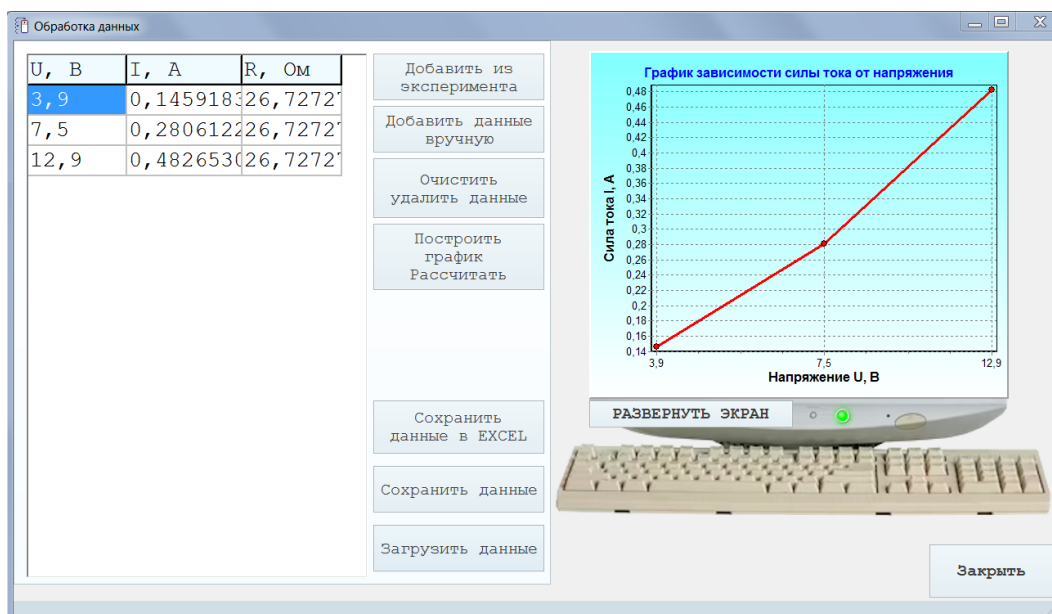 Обработка данных
U, В
I, А
R, Ом
3,9
0,145918
26,7272
7,5
0,280612
26,7272
12,9
0,482653
26,7272
Добавить из
эксперимента
Добавить данные
вручную
Очистить
удалить данные
Построить
график
Рассчитать
Сохранить
данные в EXCEL
Сохранить данные
Загрузить данные
График зависимости силы тока от напряжения
Сила тока I, А
0,48
0,46
0,44
0,42
0,4
0,38
0,36
0,34
0,32
0,3
0,28
0,26
0,24
0,22
0,2
0,18
0,16
0,14
3,9
7,5
12,9
Напряжение U, В
РАЗВЕРНУТЬ ЭКРАН
Закрыть